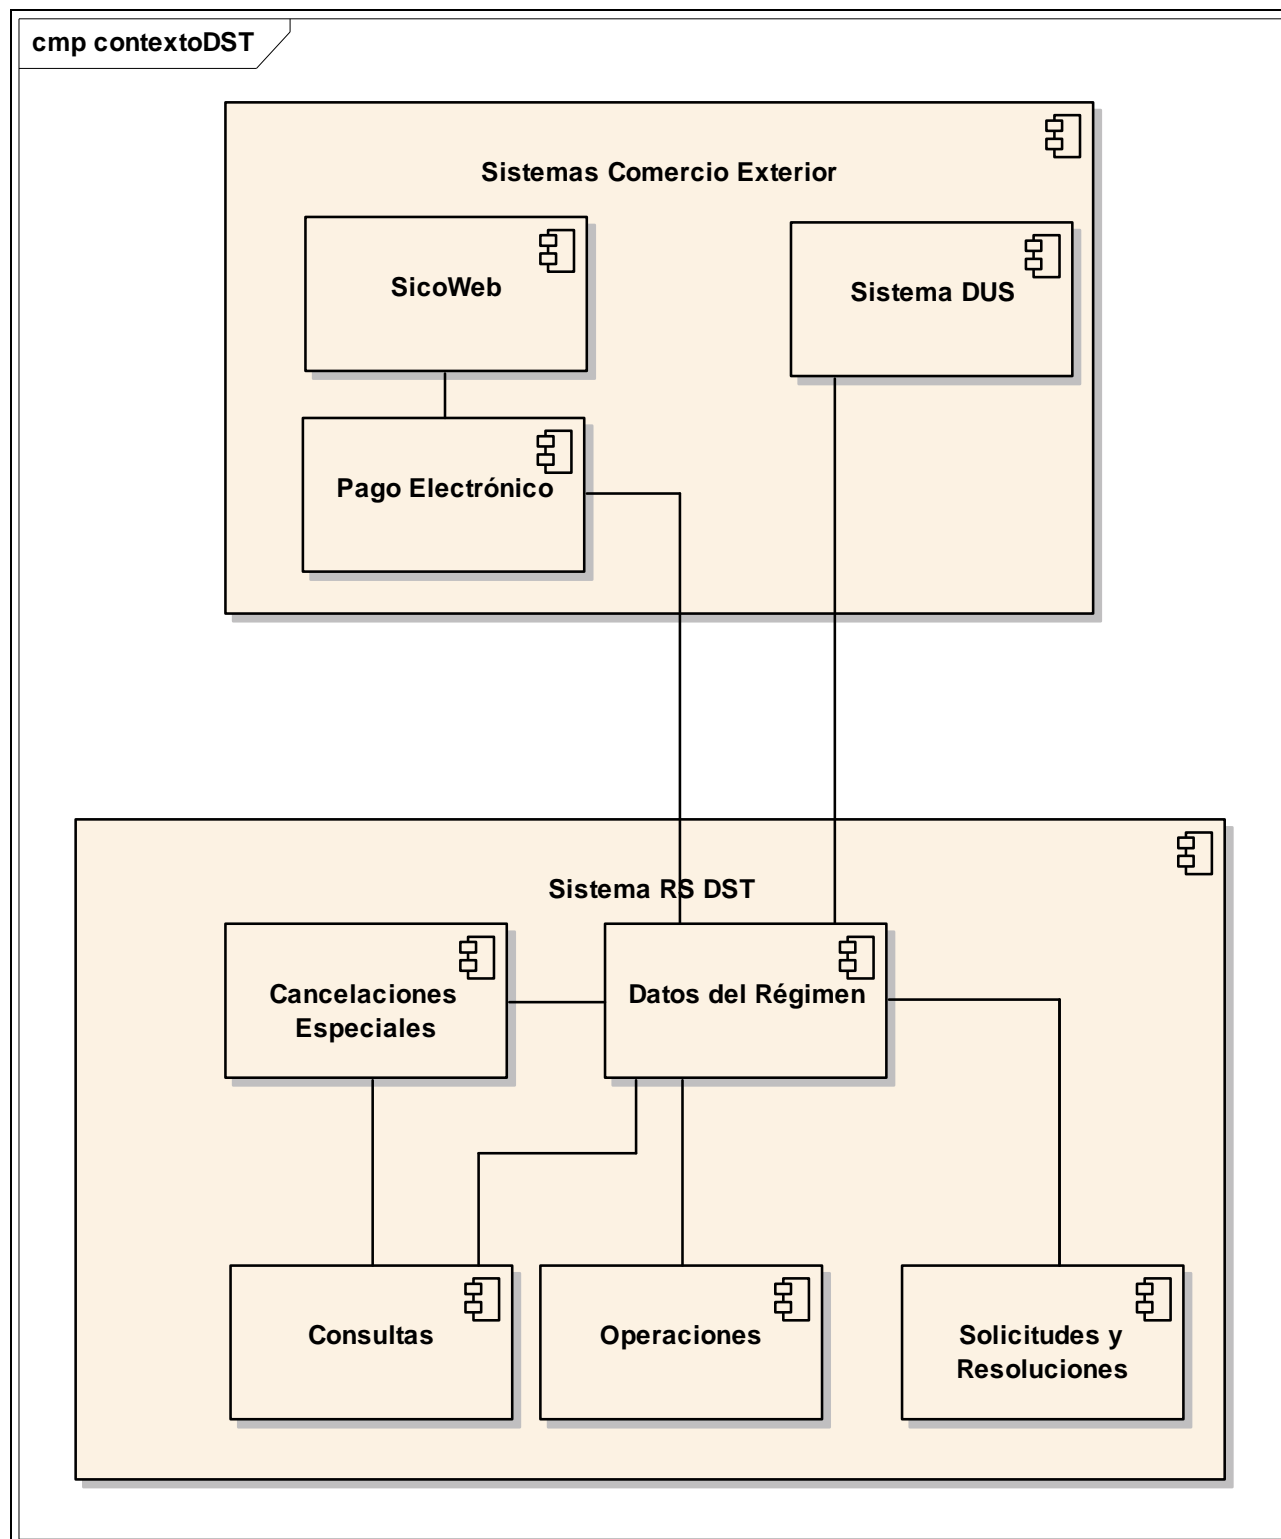 cmp contextoDST
Sistemas Comercio Exterior
SicoWeb
Sistema DUS
Pago Electrónico
Sistema RS DST
Cancelaciones
Especiales
Datos del Régimen
Consultas
Operaciones
Solicitudes y
Resoluciones